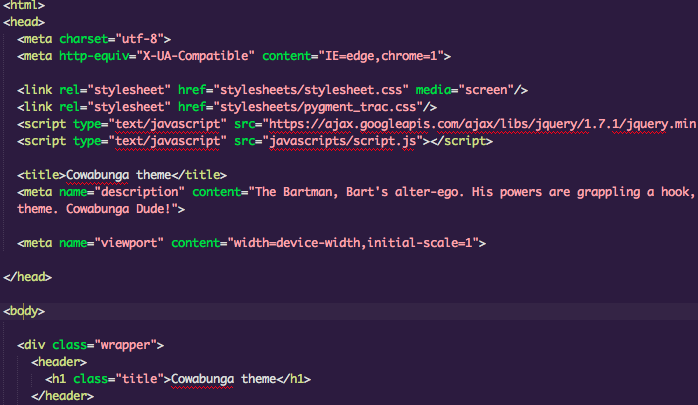 <html>
<head>
<meta charset="utf-8">
<meta http-equiv="X-UA-Compatible" content="IE=edge,chrome=1">
<link rel="stylesheet" href="stylesheets/stylesheet.css" media="screen"/>
<link rel="stylesheet" href="stylesheets/pygment_trac.css"/>
<script type="text/javascript" src="https://ajax.googleapis.com/ajax/libs/jquery/1.7.1/jquery.min
<script type="text/javascript" src="javascripts/script.js"></script>
<title>Cowabunga theme</title>
<meta name="description" content="The Bartman, Bart's alter-ego. His powers are grappling a hook,
theme. Cowabunga Dude!">
<meta name="viewport" content="width=device-width,initial-scale=1">
</head>
<body>
<div class="wrapper">
<header>
<h1 class="title">Cowabunga theme</h1>
</header>